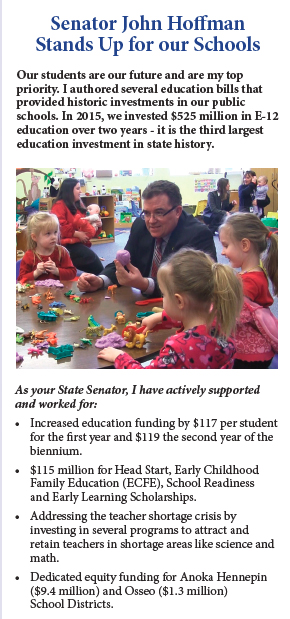 Senator John Hoffman
Stands Up for our Schools
Our students are our future and are my top
priority. I authored several education bills that
provided historic investments in our public
schools. In 2015, we invested $525 million in E-12
education over two years - it is the third largest
education investment in state history.
As your State Senator, I have actively supported
and worked for:
• Increased education funding by $117 per student
for the first year and $119 the second year of the
biennium.
• $115 million for Head Start, Early Childhood
Family Education (ECFE), School Readiness
and Early Learning Scholarships.
• Addressing the teacher shortage crisis by
investing in several programs to attract and
retain teachers in shortage areas like science and
math.
• Dedicated equity funding for Anoka Hennepin
($9.4 million) and Osseo ($1.3 million)
School Districts.